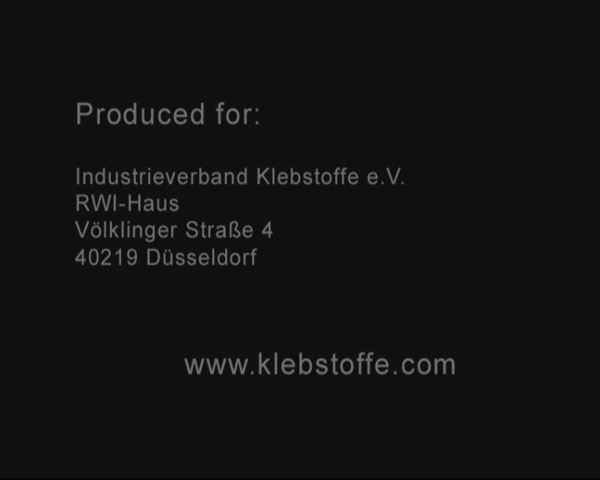 Produced for:
Industrieverband Klebstoffe e.V.
RWI-Haus
Völklinger Straße 4
40219 Düsseldorf
www.klebstoffe.com